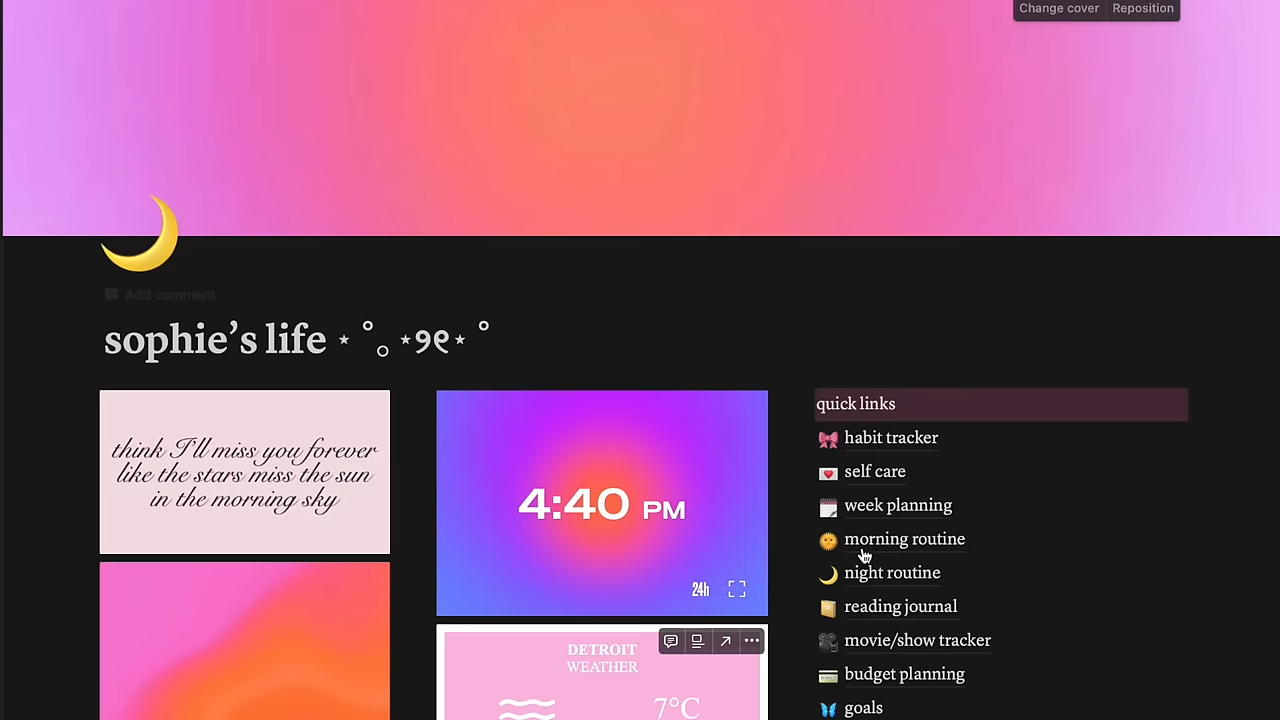 Change cover Reposition
Add comment
sophie's life ⋆ ˚｡ ⋆୨୧⋆ ˚
think I'll miss you forever
like the stars miss the sun
in the morning sky
4:40 PM
24h
DETROIT
WEATHER
7°C
quick links
habit tracker
self care
week planning
morning routine
night routine
reading journal
movie/show tracker
budget planning
goals